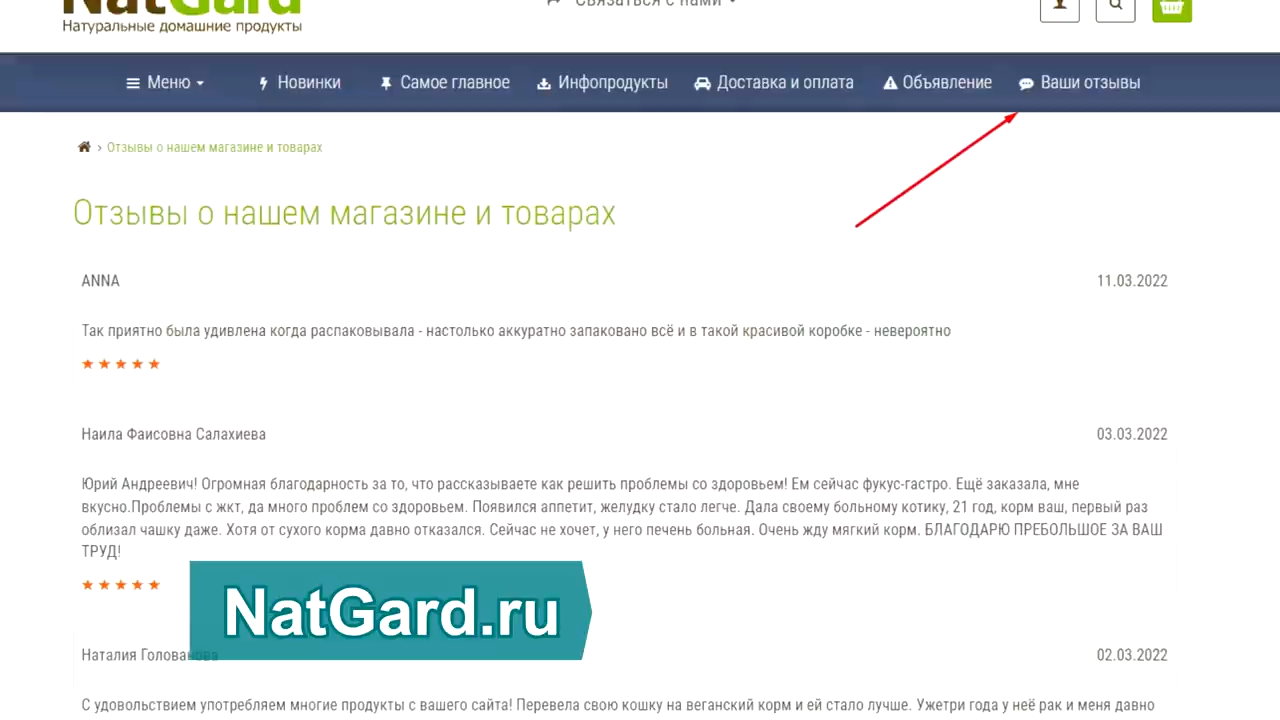 NatGard
Связаться с нами
Натуральные домашние продукты
Меню
Новинки
Самое главное
Инфопродукты
Доставка и оплата
Объявление
Ваши отзывы
› Отзывы о нашем магазине и товарах
Отзывы о нашем магазине и товарах
ANNA
11.03.2022
Так приятно была удивлена когда распаковывала - настолько аккуратно запаковано всё и в такой красивой коробке - невероятно
Наила Фаисовна Салахиева
03.03.2022
Юрий Андреевич! Огромная благодарность за то, что рассказываете как решить проблемы со здоровьем! Ем сейчас фукус-гастро. Ещё заказала, мне
вкусно.Проблемы с жкт, да много проблем со здоровьем. Появился аппетит, желудку стало легче. Дала своему больному котику, 21 год, корм ваш, первый раз
облизал чашку даже. Хотя от сухого корма давно отказался. Сейчас не хочет, у него печень больная. Очень жду мягкий корм. БЛАГОДАРЮ ПРЕБОЛЬШОЕ ЗА ВАШ
ТРУД!
NatGard.ru
Наталия Голованова
02.03.2022
С удовольствием употребляем многие продукты с вашего сайта! Перевела свою кошку на веганский корм и ей стало лучше. Ужетри года у неё рак и меня давно